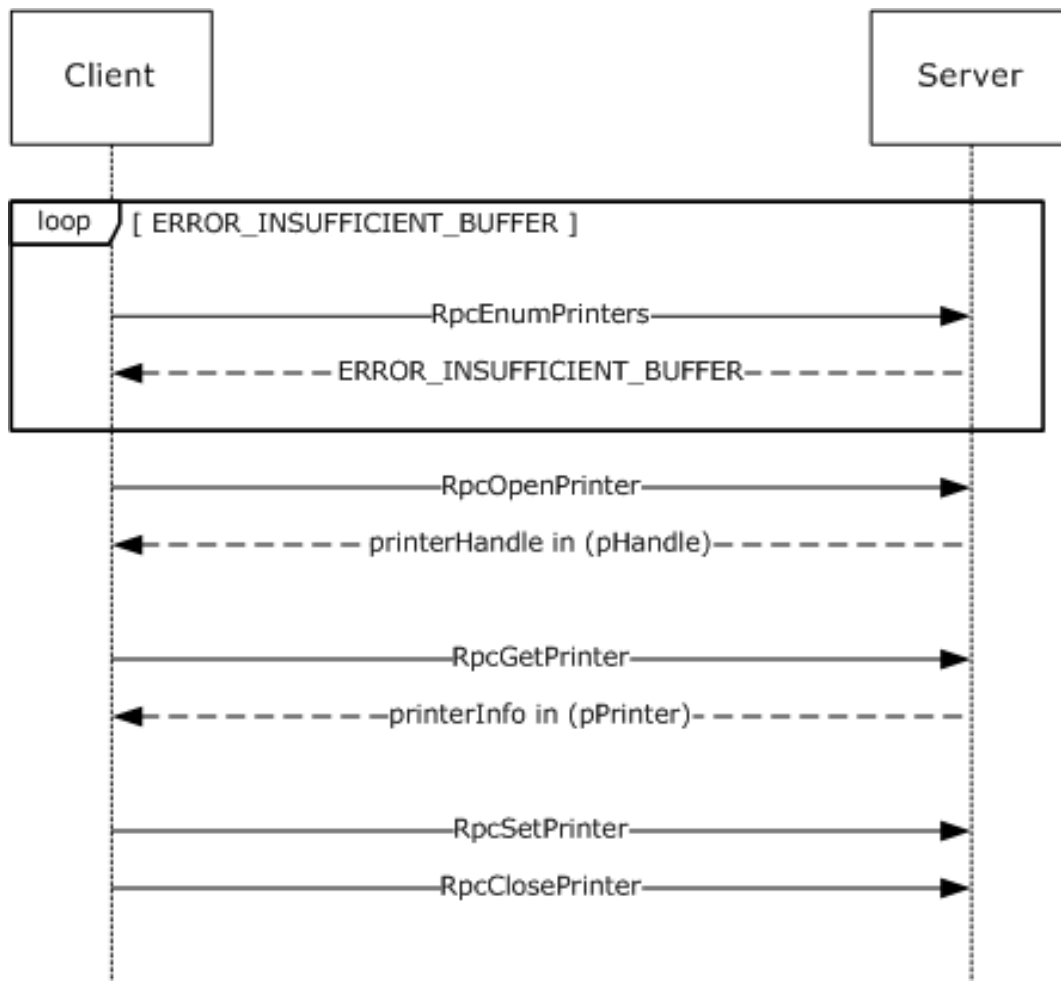 Client
Server
loop
[ ERROR_INSUFFICIENT_BUFFER ]
RpcEnumPrinters
ERROR_INSUFFICIENT_BUFFER
RpcOpenPrinter
printerHandle in (pHandle)
RpcGetPrinter
printerInfo in (pPrinter)
RpcSetPrinter
RpcClosePrinter